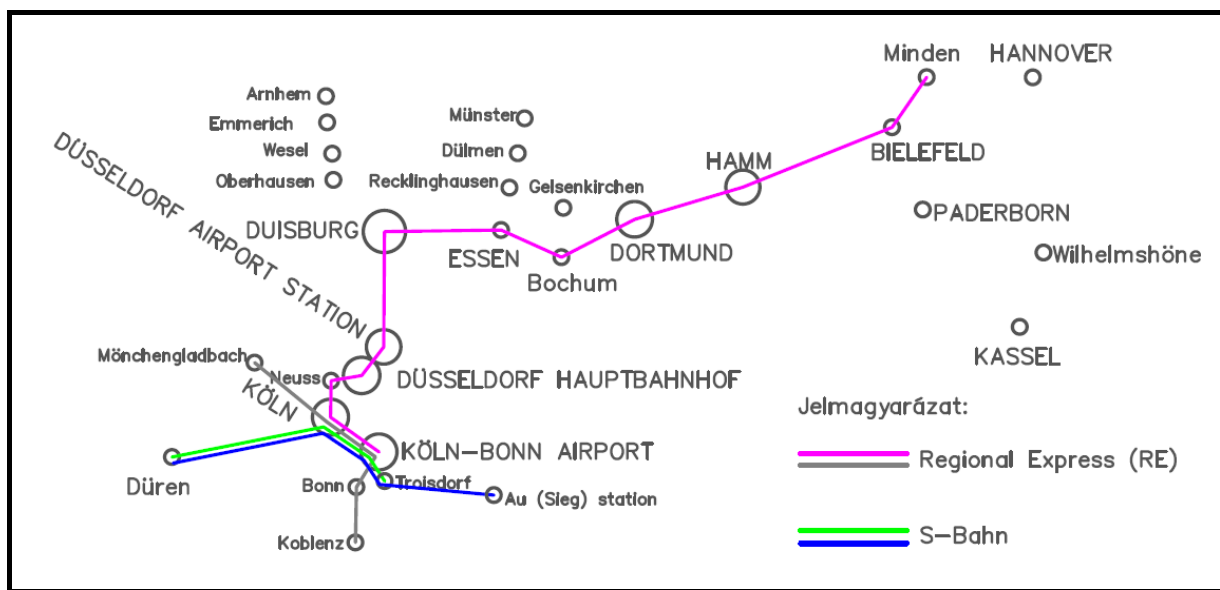 Minden
HANNOVER
Arnhem
Emmerich
Wesel
Oberhausen
Münster
Dülmen
Recklinghausen
Gelsenkirchen
HAMM
BIELEFELD
PADERBORN
Wilhelmshöne
KASSEL
DÜSSELDORF AIRPORT STATION
DUISBURG
ESSEN
Bochum
DORTMUND
Mönchengladbach
Neuss
DÜSSELDORF HAUPTBAHNHOF
KÖLN
KÖLN-BONN AIRPORT
Düren
Bonn
Troisdorf
Au (Sieg) station
Koblenz
Jelmagyarázat:
Regional Express (RE)
S-Bahn